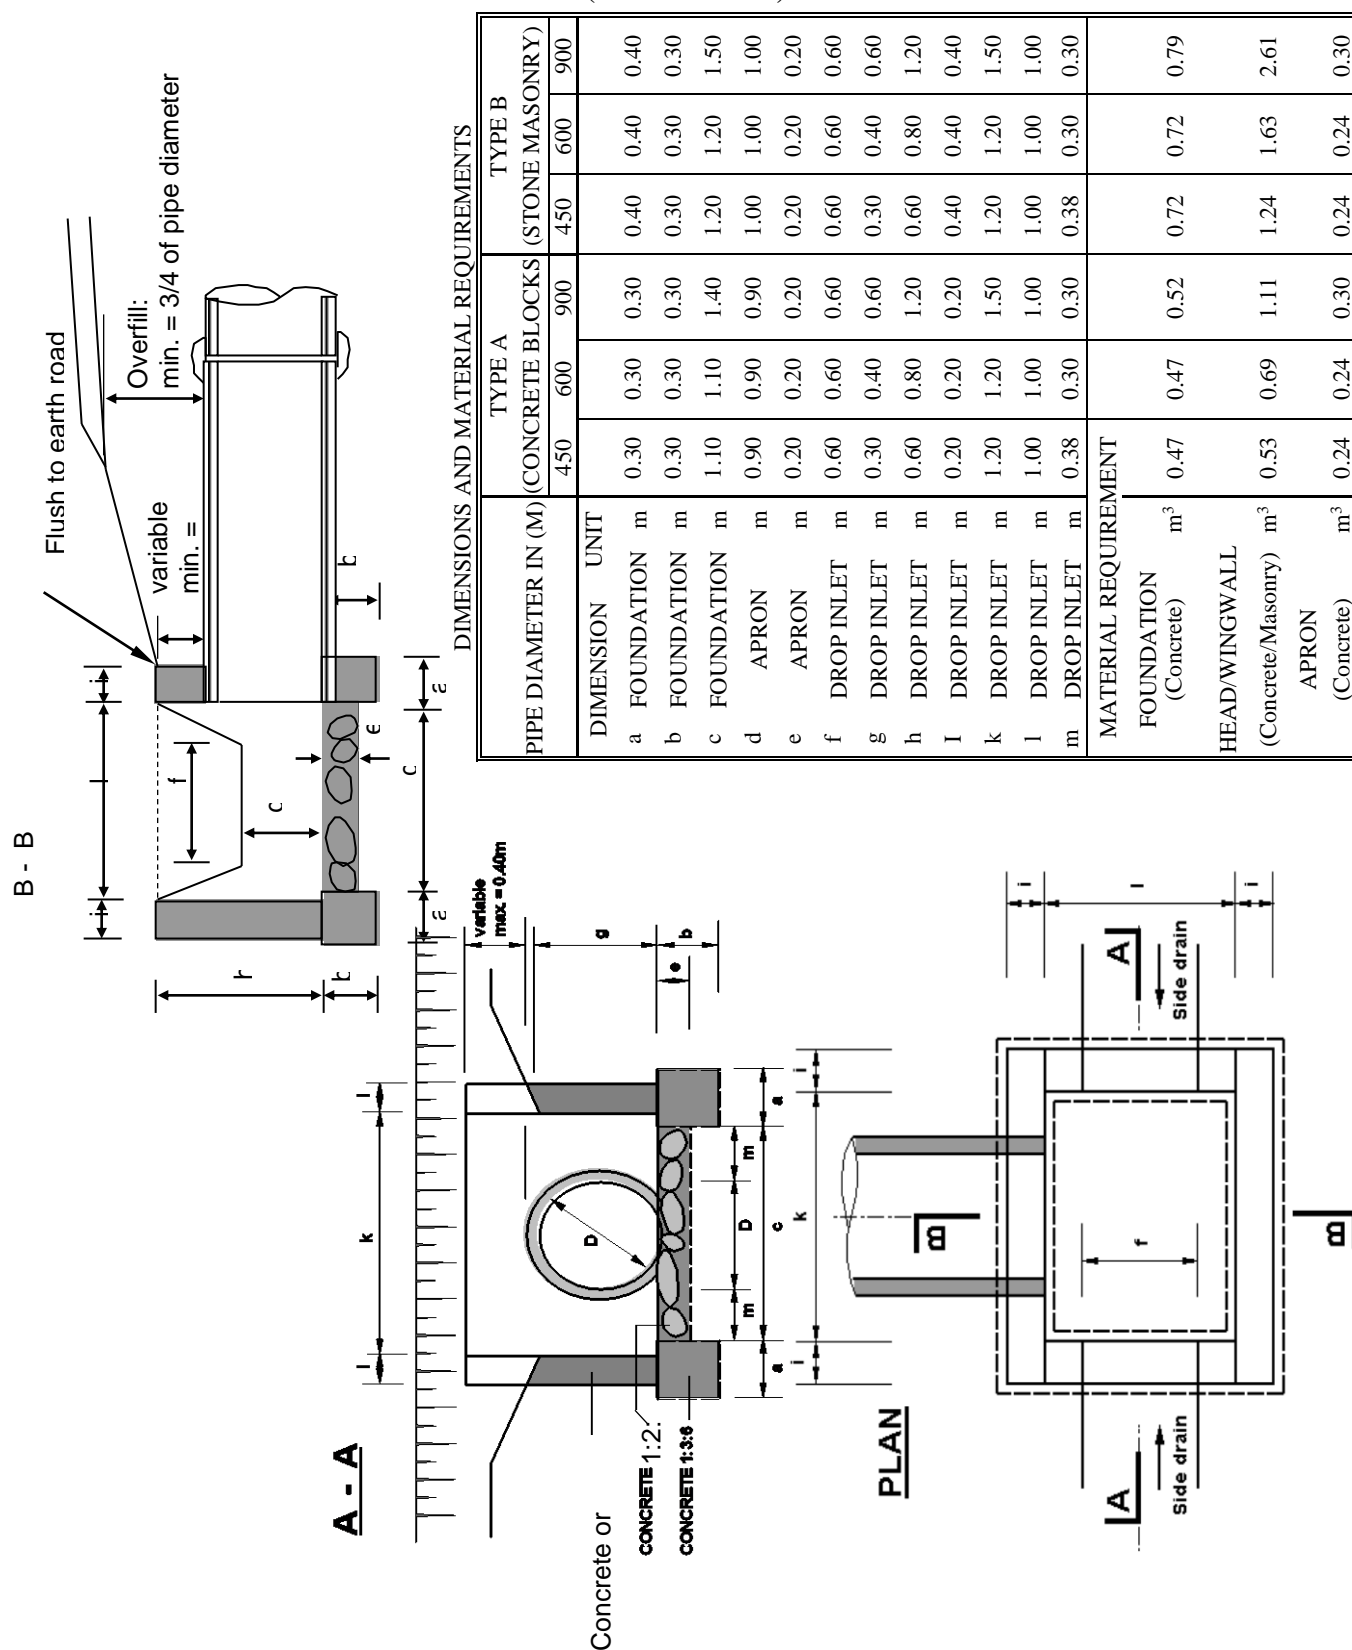 B - B
Flush to earth road
variable
min. =
Overfill:
min. = 3/4 of pipe diameter
i
l
i
f
c
h
b
e
b
a
c
a
A - A
l
k
l
variable
max. = 0.40m
g
b
e
D
m
D
m
a
c
a
Concrete or
CONCRETE 1:2:
CONCRETE 1:3:6
PLAN
i
k
i
i
l
i
f
A
A
B
B
Side drain
Side drain
DIMENSIONS AND MATERIAL REQUIREMENTS
PIPE DIAMETER IN (M) TYPE A (CONCRETE BLOCKS TYPE B (STONE MASONRY)
450 600 900 450 600 900
DIMENSION UNIT
a FOUNDATION m 0.30 0.30 0.30 0.40 0.40 0.40
b FOUNDATION m 0.30 0.30 0.30 0.30 0.30 0.30
c FOUNDATION m 1.10 1.10 1.40 1.20 1.20 1.50
d APRON m 0.90 0.90 0.90 1.00 1.00 1.00
e APRON m 0.20 0.20 0.20 0.20 0.20 0.20
f DROP INLET m 0.60 0.60 0.60 0.60 0.60 0.60
g DROP INLET m 0.30 0.40 0.60 0.30 0.40 0.60
h DROP INLET m 0.60 0.80 1.20 0.60 0.80 1.20
I DROP INLET m 0.20 0.20 0.20 0.40 0.40 0.40
k DROP INLET m 1.20 1.20 1.50 1.20 1.20 1.50
l DROP INLET m 1.00 1.00 1.00 1.00 1.00 1.00
m DROP INLET m 0.38 0.30 0.30 0.38 0.30 0.30
MATERIAL REQUIREMENT
FOUNDATION
(Concrete) m³ 0.47 0.47 0.52 0.72 0.72 0.79
HEAD/WINGWALL
(Concrete/Masonry) m³ 0.53 0.69 1.11 1.24 1.63 2.61
APRON
(Concrete) m³ 0.24 0.24 0.30 0.24 0.24 0.30